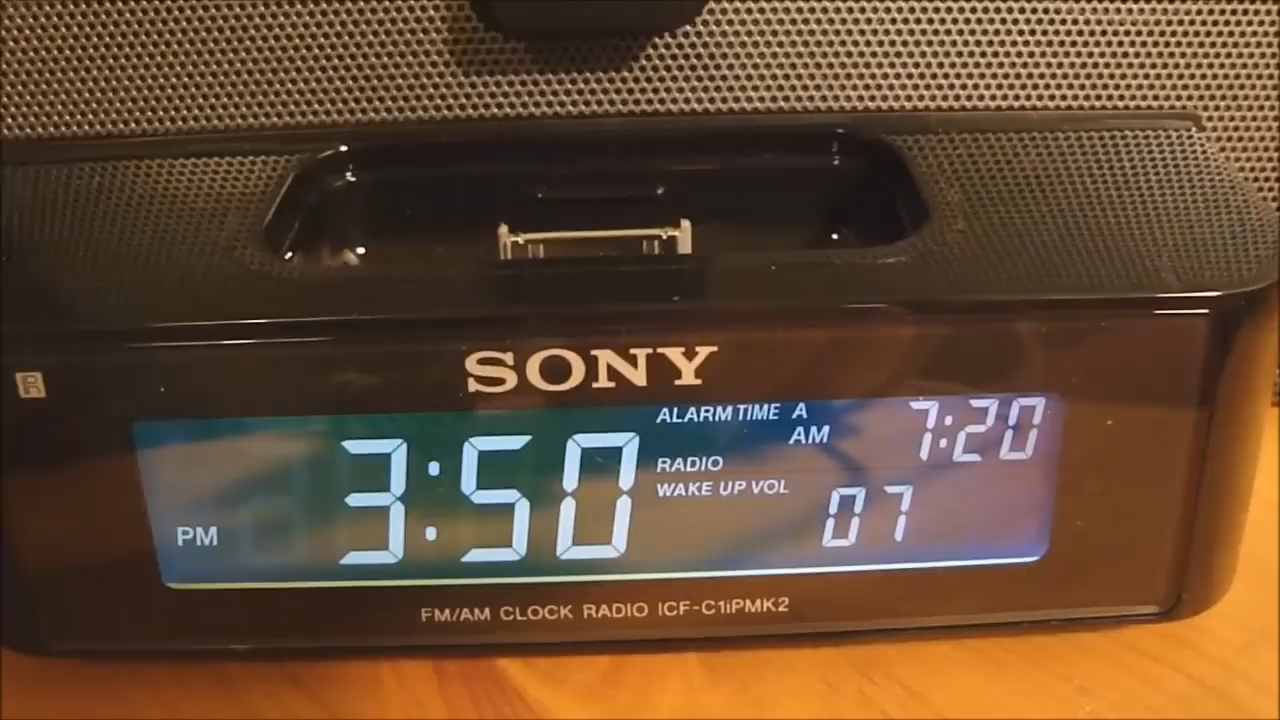 SONY
R
ALARM TIME A
AM 7:20
PM 3:50
RADIO
WAKE UP VOL 07
FM/AM CLOCK RADIO ICF-C1iPMK2